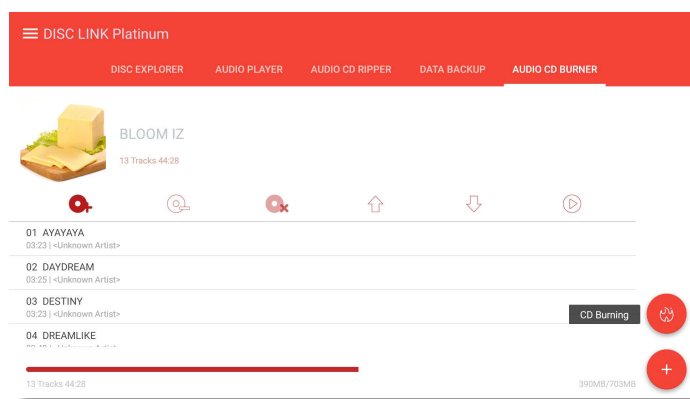 DISC LINK Platinum
DISC EXPLORER AUDIO PLAYER AUDIO CD RIPPER DATA BACKUP AUDIO CD BURNER
BLOOM IZ
13 Tracks 44:28
01 AYAYAYA
03:23 | <Unknown Artist>
02 DAYDREAM
03:25 | <Unknown Artist>
03 DESTINY
03:23 | <Unknown Artist>
CD Burning
04 DREAMLIKE
13 Tracks 44:28 390MB/703MB